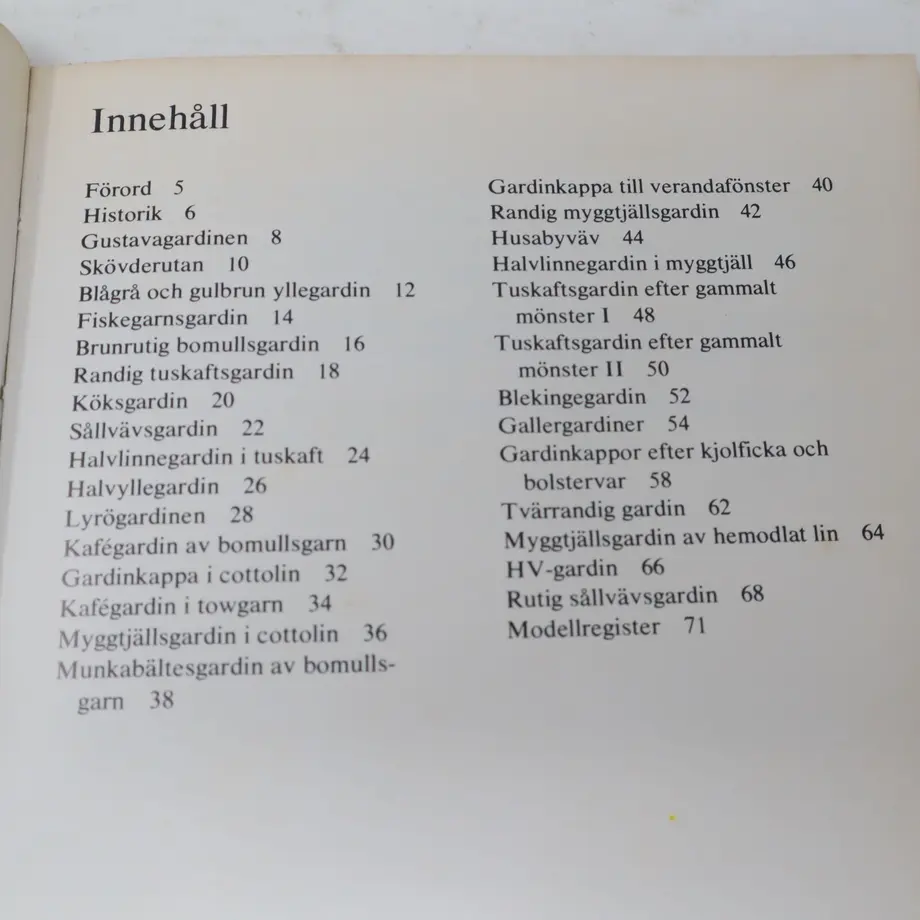 Innehåll
Förord 5
Historik 6
Gustavagardinen 8
Skövderutan 10
Blågrå och gulbrun yllegardin 12
Fiskegarnsgardin 14
Brunrutig bomullsgardin 16
Randig tuskaftsgardin 18
Köksgardin 20
Sållvävsgardin 22
Halvlinnegardin i tuskaft 24
Halvyllegardin 26
Lyrögardinen 28
Kafégardin av bomullsgarn 30
Gardinkappa i cottolin 32
Kafégardin i towgarn 34
Myggtjällsgardin i cottolin 36
Munkabältesgardin av bomulls-
garn 38
Gardinkappa till verandafönster 40
Randig myggtjällsgardin 42
Husabyväv 44
Halvlinnegardin i myggtjäll 46
Tuskaftsgardin efter gammalt
mönster I 48
Tuskaftsgardin efter gammalt
mönster II 50
Blekingegardin 52
Gallergardiner 54
Gardinkappor efter kjolficka och
bolstervar 58
Tvärrandig gardin 62
Myggtjällsgardin av hemodlat lin 64
HV-gardin 66
Rutig sållvävsgardin 68
Modellregister 71